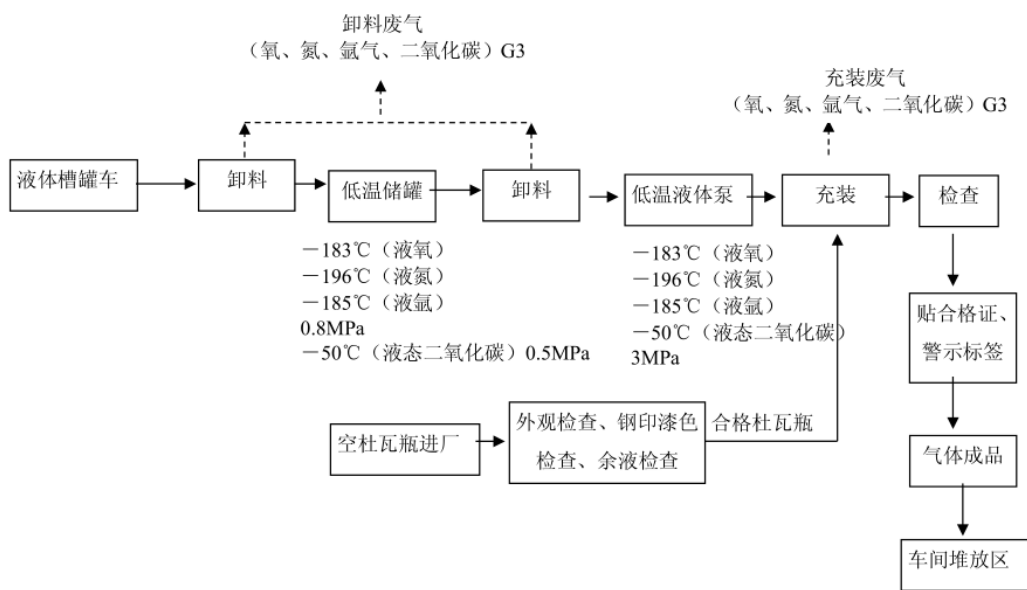 卸料废气
（氧、氮、氩气、二氧化碳）G3
充装废气
（氧、氮、氩气、二氧化碳）G3
液体槽罐车
卸料
低温储罐
卸料
低温液体泵
充装
检查
－183℃（液氧）
－196℃（液氮）
－185℃（液氩）
0.8MPa
－50℃（液态二氧化碳）0.5MPa
－183℃（液氧）
－196℃（液氮）
－185℃（液氩）
－50℃（液态二氧化碳）
3MPa
贴合格证、
警示标签
空杜瓦瓶进厂
外观检查、钢印漆色
检查、余液检查
合格杜瓦瓶
气体成品
车间堆放区